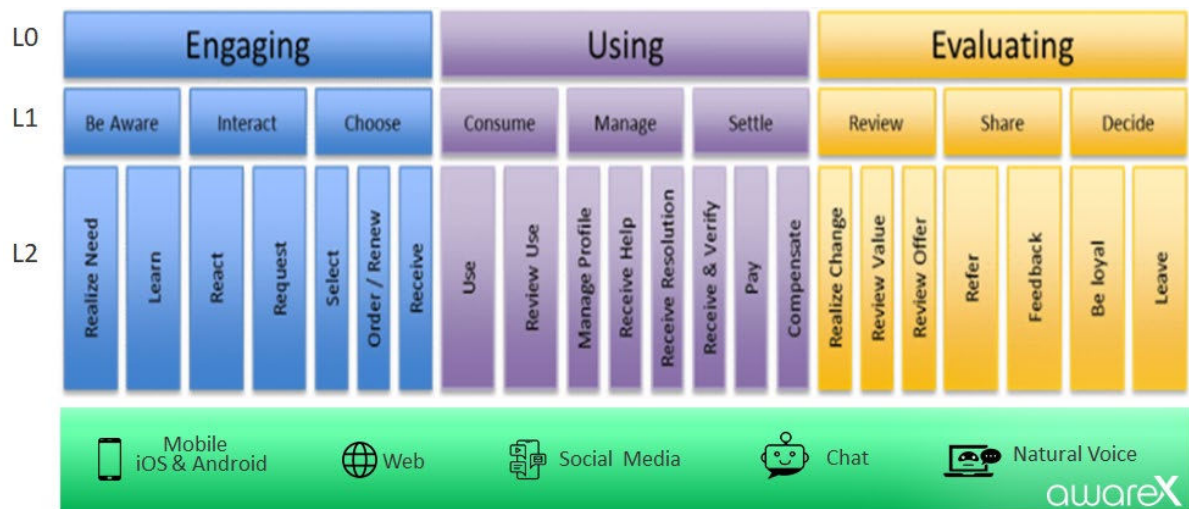 L0
Engaging
Using
Evaluating
L1
Be Aware
Interact
Choose
Consume
Manage
Settle
Review
Share
Decide
L2
Realize Need
Learn
React
Request
Select
Order / Renew
Receive
Use
Review Use
Manage Profile
Receive Help
Receive Resolution
Receive & Verify
Pay
Compensate
Realize Change
Review Value
Review Offer
Refer
Feedback
Be loyal
Leave
Mobile
iOS & Android
Web
Social Media
Chat
Natural Voice
awareX